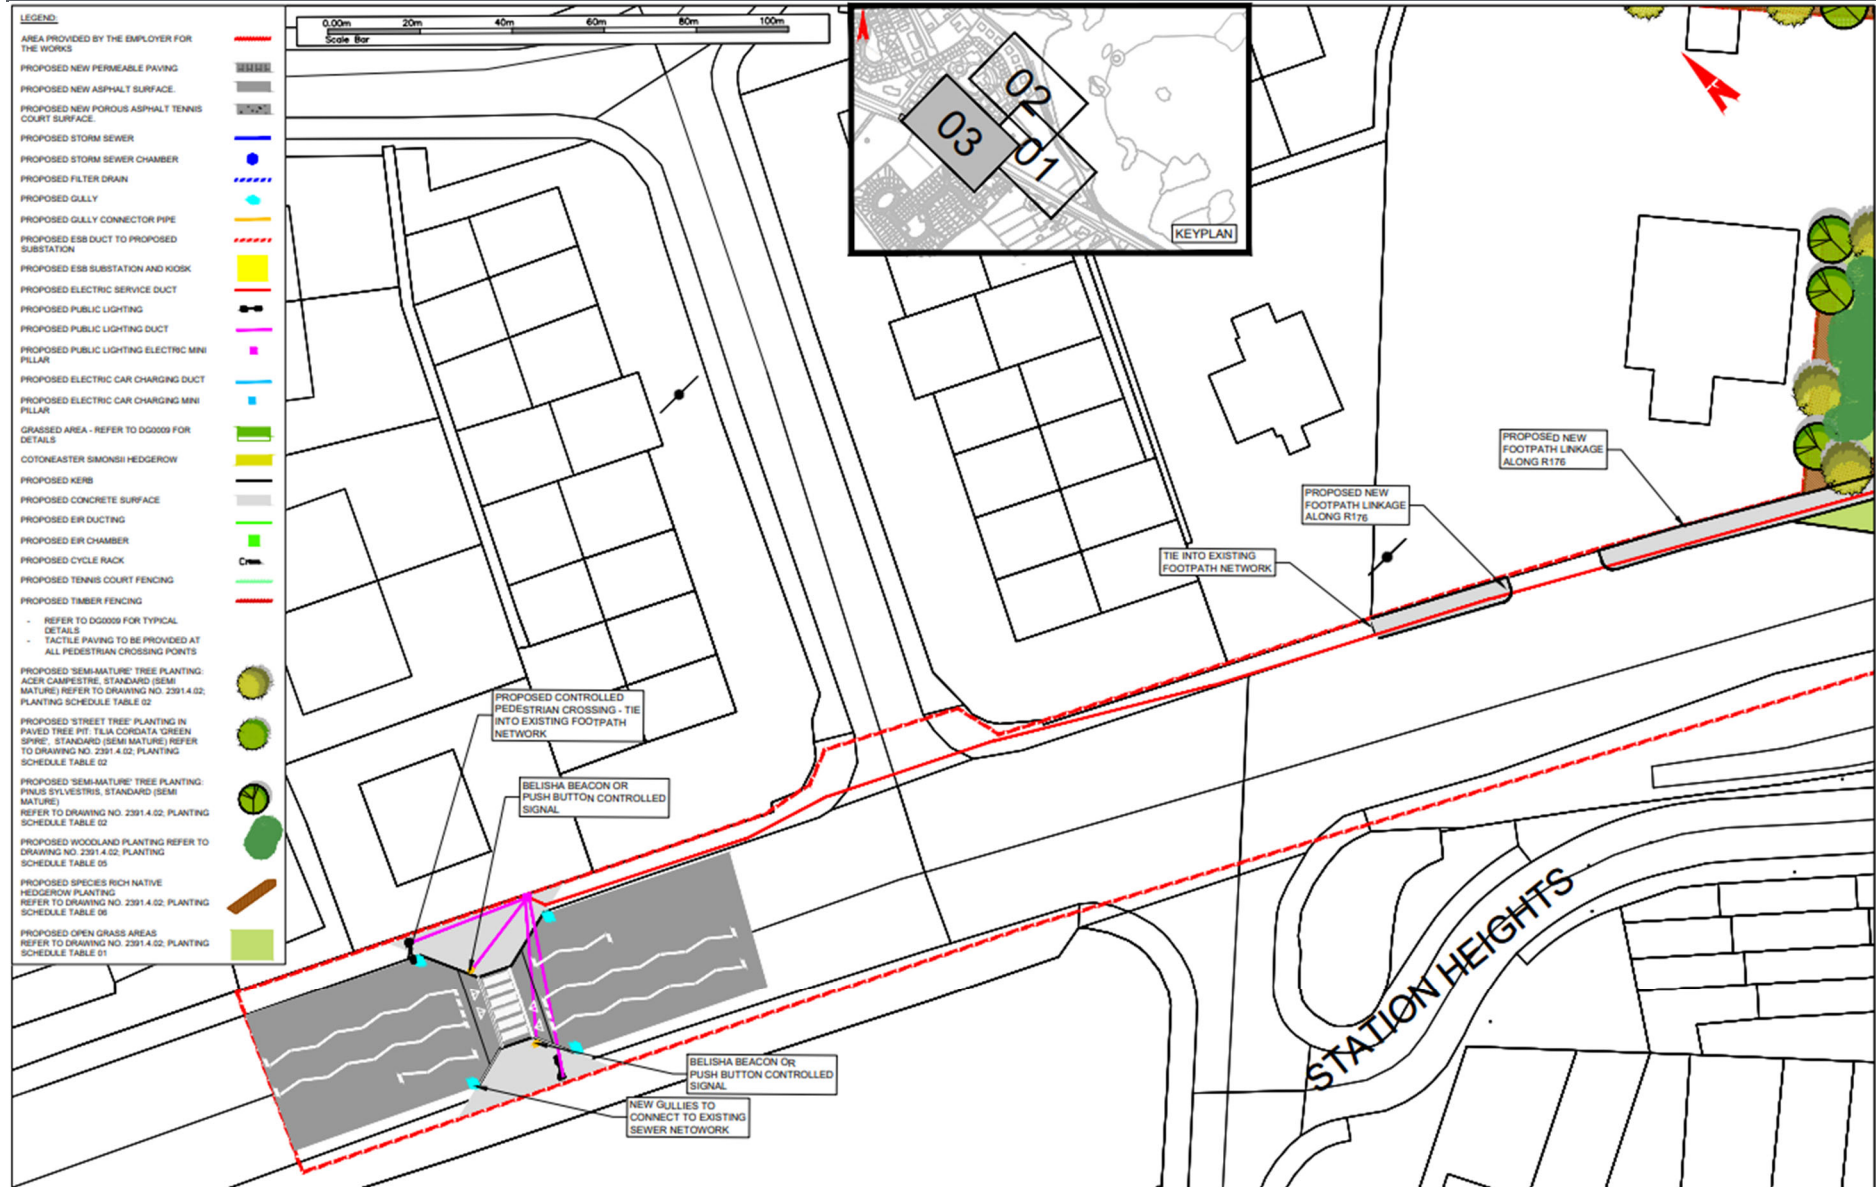 LEGEND:
AREA PROVIDED BY THE EMPLOYER FOR
THE WORKS
PROPOSED NEW PERMEABLE PAVING
PROPOSED NEW ASPHALT SURFACE.
PROPOSED NEW POROUS ASPHALT TENNIS
COURT SURFACE.
PROPOSED STORM SEWER
PROPOSED STORM SEWER CHAMBER
PROPOSED FILTER DRAIN
PROPOSED GULLY
PROPOSED GULLY CONNECTOR PIPE
PROPOSED ESB DUCT TO PROPOSED
SUBSTATION
PROPOSED ESB SUBSTATION AND KIOSK
PROPOSED ELECTRIC SERVICE DUCT
PROPOSED PUBLIC LIGHTING
PROPOSED PUBLIC LIGHTING DUCT
PROPOSED PUBLIC LIGHTING ELECTRIC MINI
PILLAR
PROPOSED ELECTRIC CAR CHARGING DUCT
PROPOSED ELECTRIC CAR CHARGING MINI
PILLAR
GRASSED AREA - REFER TO DG0009 FOR
DETAILS
COTONEASTER SIMONSII HEDGEROW
PROPOSED KERB
PROPOSED CONCRETE SURFACE
PROPOSED EIR DUCTING
PROPOSED EIR CHAMBER
PROPOSED CYCLE RACK
PROPOSED TENNIS COURT FENCING
PROPOSED TIMBER FENCING
- REFER TO DG0009 FOR TYPICAL
DETAILS
- TACTILE PAVING TO BE PROVIDED AT
ALL PEDESTRIAN CROSSING POINTS
PROPOSED 'SEMI-MATURE' TREE PLANTING:
ACER CAMPESTRE, STANDARD (SEMI
MATURE) REFER TO DRAWING NO. 2391.4.02;
PLANTING SCHEDULE TABLE 02
PROPOSED 'STREET TREE' PLANTING IN
PAVED TREE PIT: TILIA CORDATA 'GREEN
SPIRE', STANDARD (SEMI MATURE) REFER
TO DRAWING NO. 2391.4.02; PLANTING
SCHEDULE TABLE 02
PROPOSED 'SEMI-MATURE' TREE PLANTING:
PINUS SYLVESTRIS, STANDARD (SEMI
MATURE)
REFER TO DRAWING NO. 2391.4.02; PLANTING
SCHEDULE TABLE 02
PROPOSED WOODLAND PLANTING REFER TO
DRAWING NO. 2391.4.02; PLANTING
SCHEDULE TABLE 05
PROPOSED SPECIES RICH NATIVE
HEDGEROW PLANTING
REFER TO DRAWING NO. 2391.4.02; PLANTING
SCHEDULE TABLE 06
PROPOSED OPEN GRASS AREAS
REFER TO DRAWING NO. 2391.4.02; PLANTING
SCHEDULE TABLE 01
0.00m 20m 40m 60m 80m 100m
Scale Bar
02
03
01
KEYPLAN
PROPOSED NEW
FOOTPATH LINKAGE
ALONG R176
PROPOSED NEW
FOOTPATH LINKAGE
ALONG R176
TIE INTO EXISTING
FOOTPATH NETWORK
PROPOSED CONTROLLED
PEDESTRIAN CROSSING - TIE
INTO EXISTING FOOTPATH
NETWORK
BELISHA BEACON OR
PUSH BUTTON CONTROLLED
SIGNAL
STATION HEIGHTS
BELISHA BEACON OR
PUSH BUTTON CONTROLLED
SIGNAL
NEW GULLIES TO
CONNECT TO EXISTING
SEWER NETOWORK